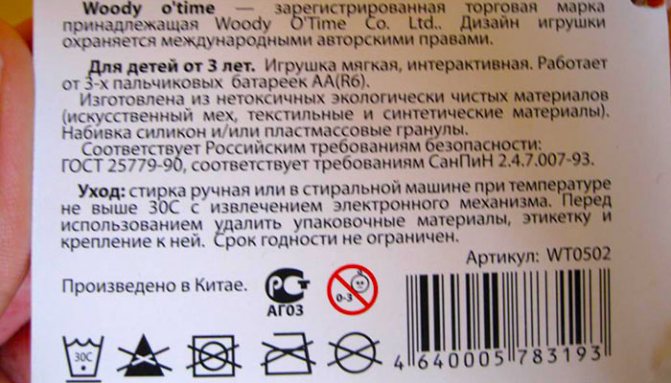 Woody o'time — зарегистрированная торговая марка
принадлежащая Woody O'Time Co. Ltd.. Дизайн игрушки
охраняется международными авторскими правами.
Для детей от 3 лет. Игрушка мягкая, интерактивная. Работает
от 3-х пальчиковых батареек АА(R6).
Изготовлена из нетоксичных экологически чистых материалов
(искусственный мех, текстильные и синтетические материалы).
Набивка силикон и/или пластмассовые гранулы.
Соответствует Российским требованиям безопасности:
ГОСТ 25779-90, соответствует требованиям СанПиН 2.4.7.007-93.
Уход: стирка ручная или в стиральной машине при температуре
не выше 30С с извлечением электронного механизма. Перед
использованием удалить упаковочные материалы, этикетку и
крепление к ней. Срок годности не ограничен.
Артикул: WT0502
Произведено в Китае.
АГ03
0-3
30С
4 640005 783193